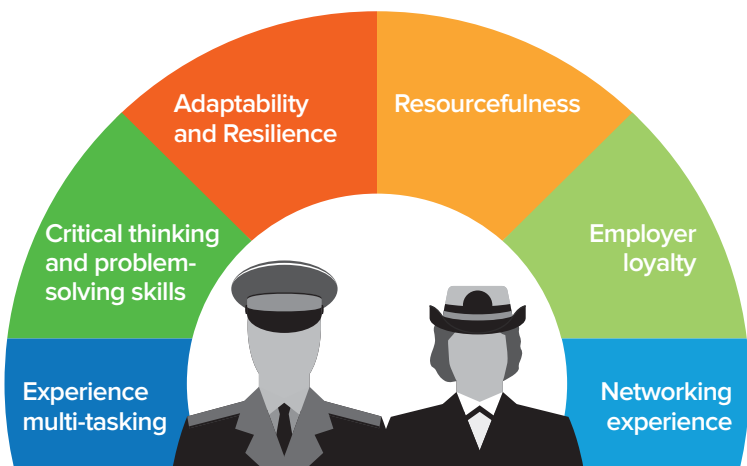 Adaptability
and Resilience
Resourcefulness
Critical thinking
and problem-
solving skills
Employer
loyalty
Experience
multi-tasking
Networking
experience